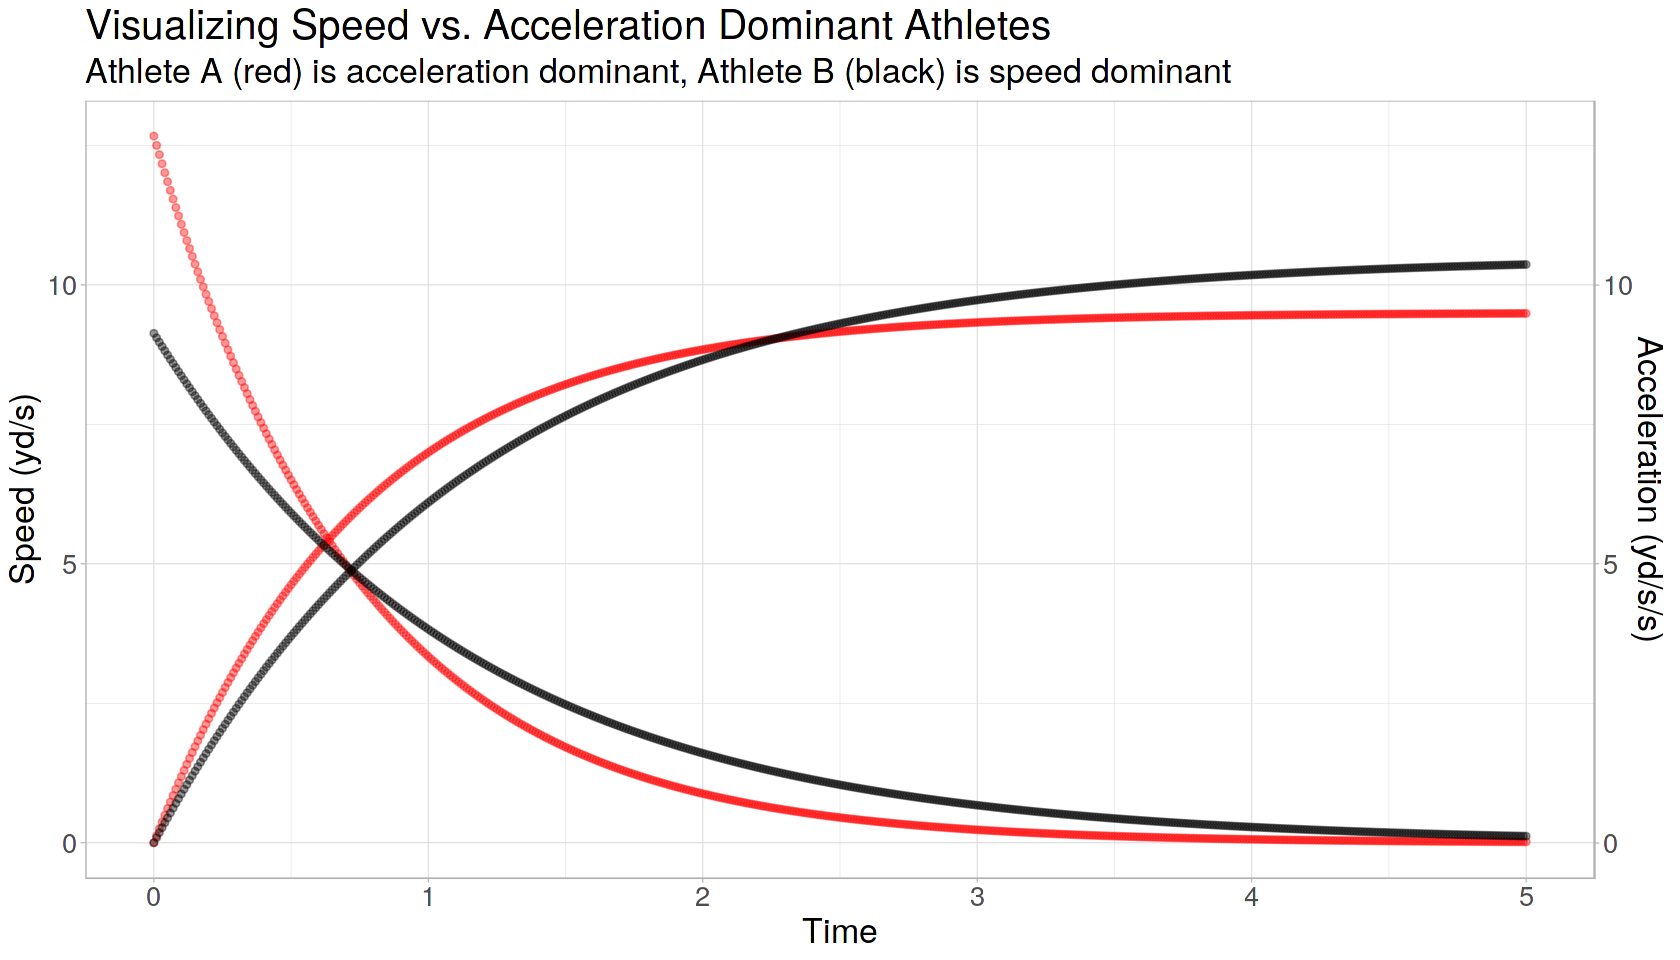 Visualizing Speed vs. Acceleration Dominant Athletes
Athlete A (red) is acceleration dominant, Athlete B (black) is speed dominant
Speed (yd/s)
10
5
0
10
5
0
Acceleration (yd/s/s)
0 1 2 3 4 5
Time